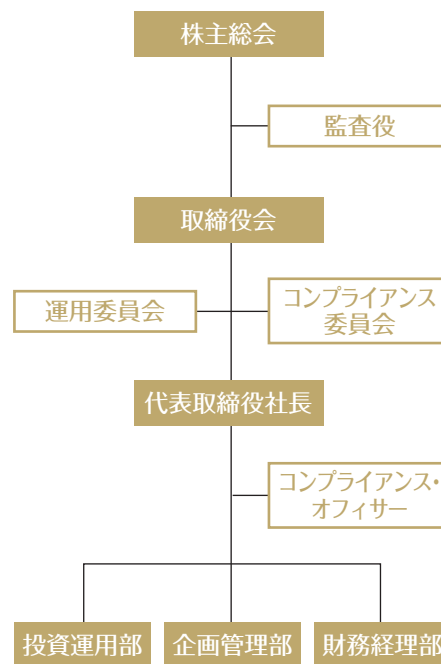 株主総会
監査役
取締役会
運用委員会
コンプライアンス
委員会
代表取締役社長
コンプライアンス・
オフィサー
投資運用部
企画管理部
財務経理部